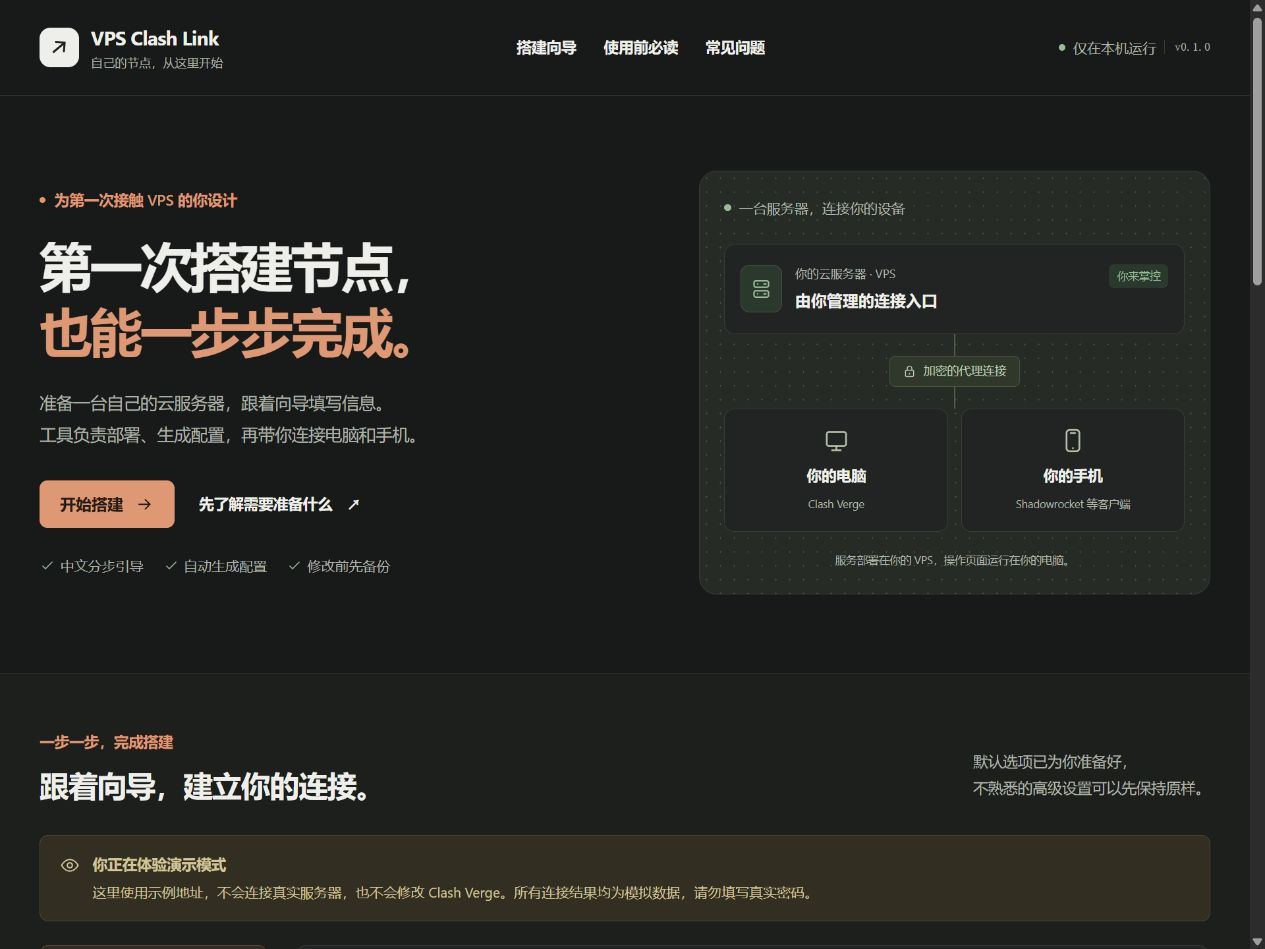 VPS Clash Link
自己的节点，从这里开始
搭建向导
使用前必读
常见问题
仅在本机运行
v0.1.0
为第一次接触 VPS 的你设计
第一次搭建节点，
也能一步步完成。
准备一台自己的云服务器，跟着向导填写信息。
工具负责部署、生成配置，再带你连接电脑和手机。
开始搭建 →
先了解需要准备什么 ↗
中文分步引导
自动生成配置
修改前先备份
一台服务器，连接你的设备
你的云服务器 · VPS
由你管理的连接入口
你来掌控
加密的代理连接
你的电脑
Clash Verge
你的手机
Shadowrocket 等客户端
服务部署在你的 VPS，操作页面运行在你的电脑。
一步一步，完成搭建
跟着向导，建立你的连接。
默认选项已为你准备好，
不熟悉的高级设置可以先保持原样。
你正在体验演示模式
这里使用示例地址，不会连接真实服务器，也不会修改 Clash Verge。所有连接结果均为模拟数据，请勿填写真实密码。